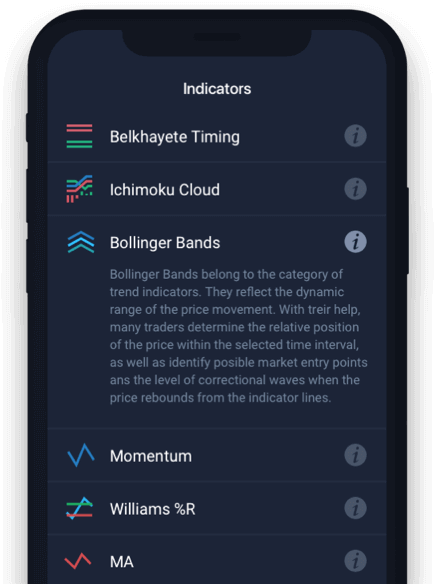 Indicators
Belkhayete Timing
Ichimoku Cloud
Bollinger Bands
Bollinger Bands belong to the category of
trend indicators. They reflect the dynamic
range of the price movement. With treir help,
many traders determine the relative position
of the price within the selected time interval,
as well as identify posible market entry points
ans the level of correctional waves when the
price rebounds from the indicator lines.
Momentum
Williams %R
MA